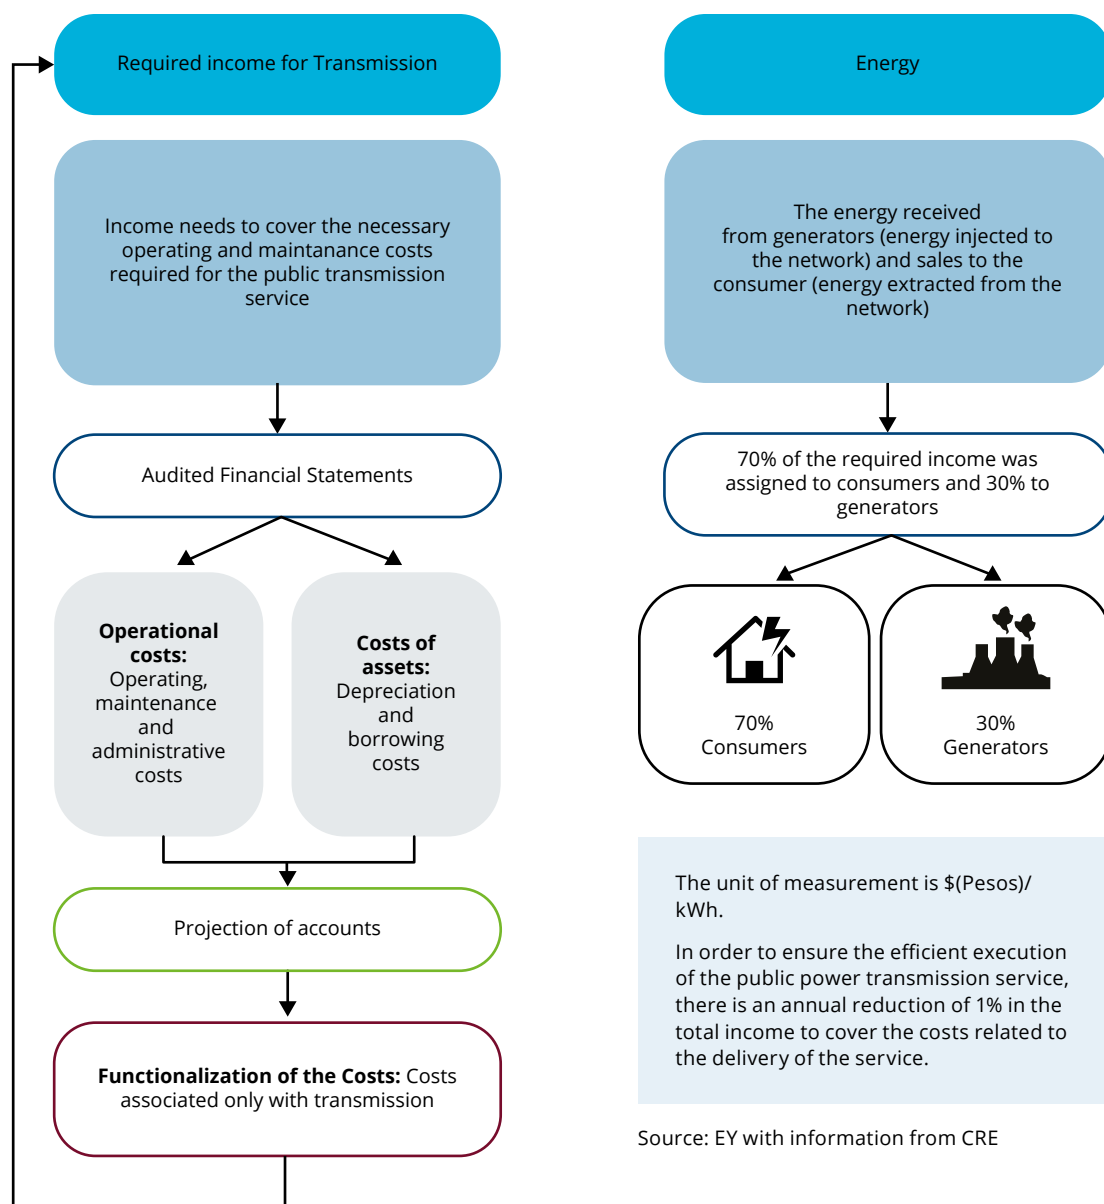 Required income for Transmission
Income needs to cover the necessary
operating and maintanance costs
required for the public transmission
service
Audited Financial Statements
Operational
costs:
Operating,
maintenance
and
administrative
costs
Costs of
assets:
Depreciation
and
borrowing
costs
Projection of accounts
Functionalization of the Costs: Costs
associated only with transmission
Energy
The energy received
from generators (energy injected to
the network) and sales to the
consumer (energy extracted from the
network)
70% of the required income was
assigned to consumers and 30% to
generators
70%
Consumers
30%
Generators
The unit of measurement is $(Pesos)/
kWh.
In order to ensure the efficient execution
of the public power transmission service,
there is an annual reduction of 1% in the
total income to cover the costs related to
the delivery of the service.
Source: EY with information from CRE